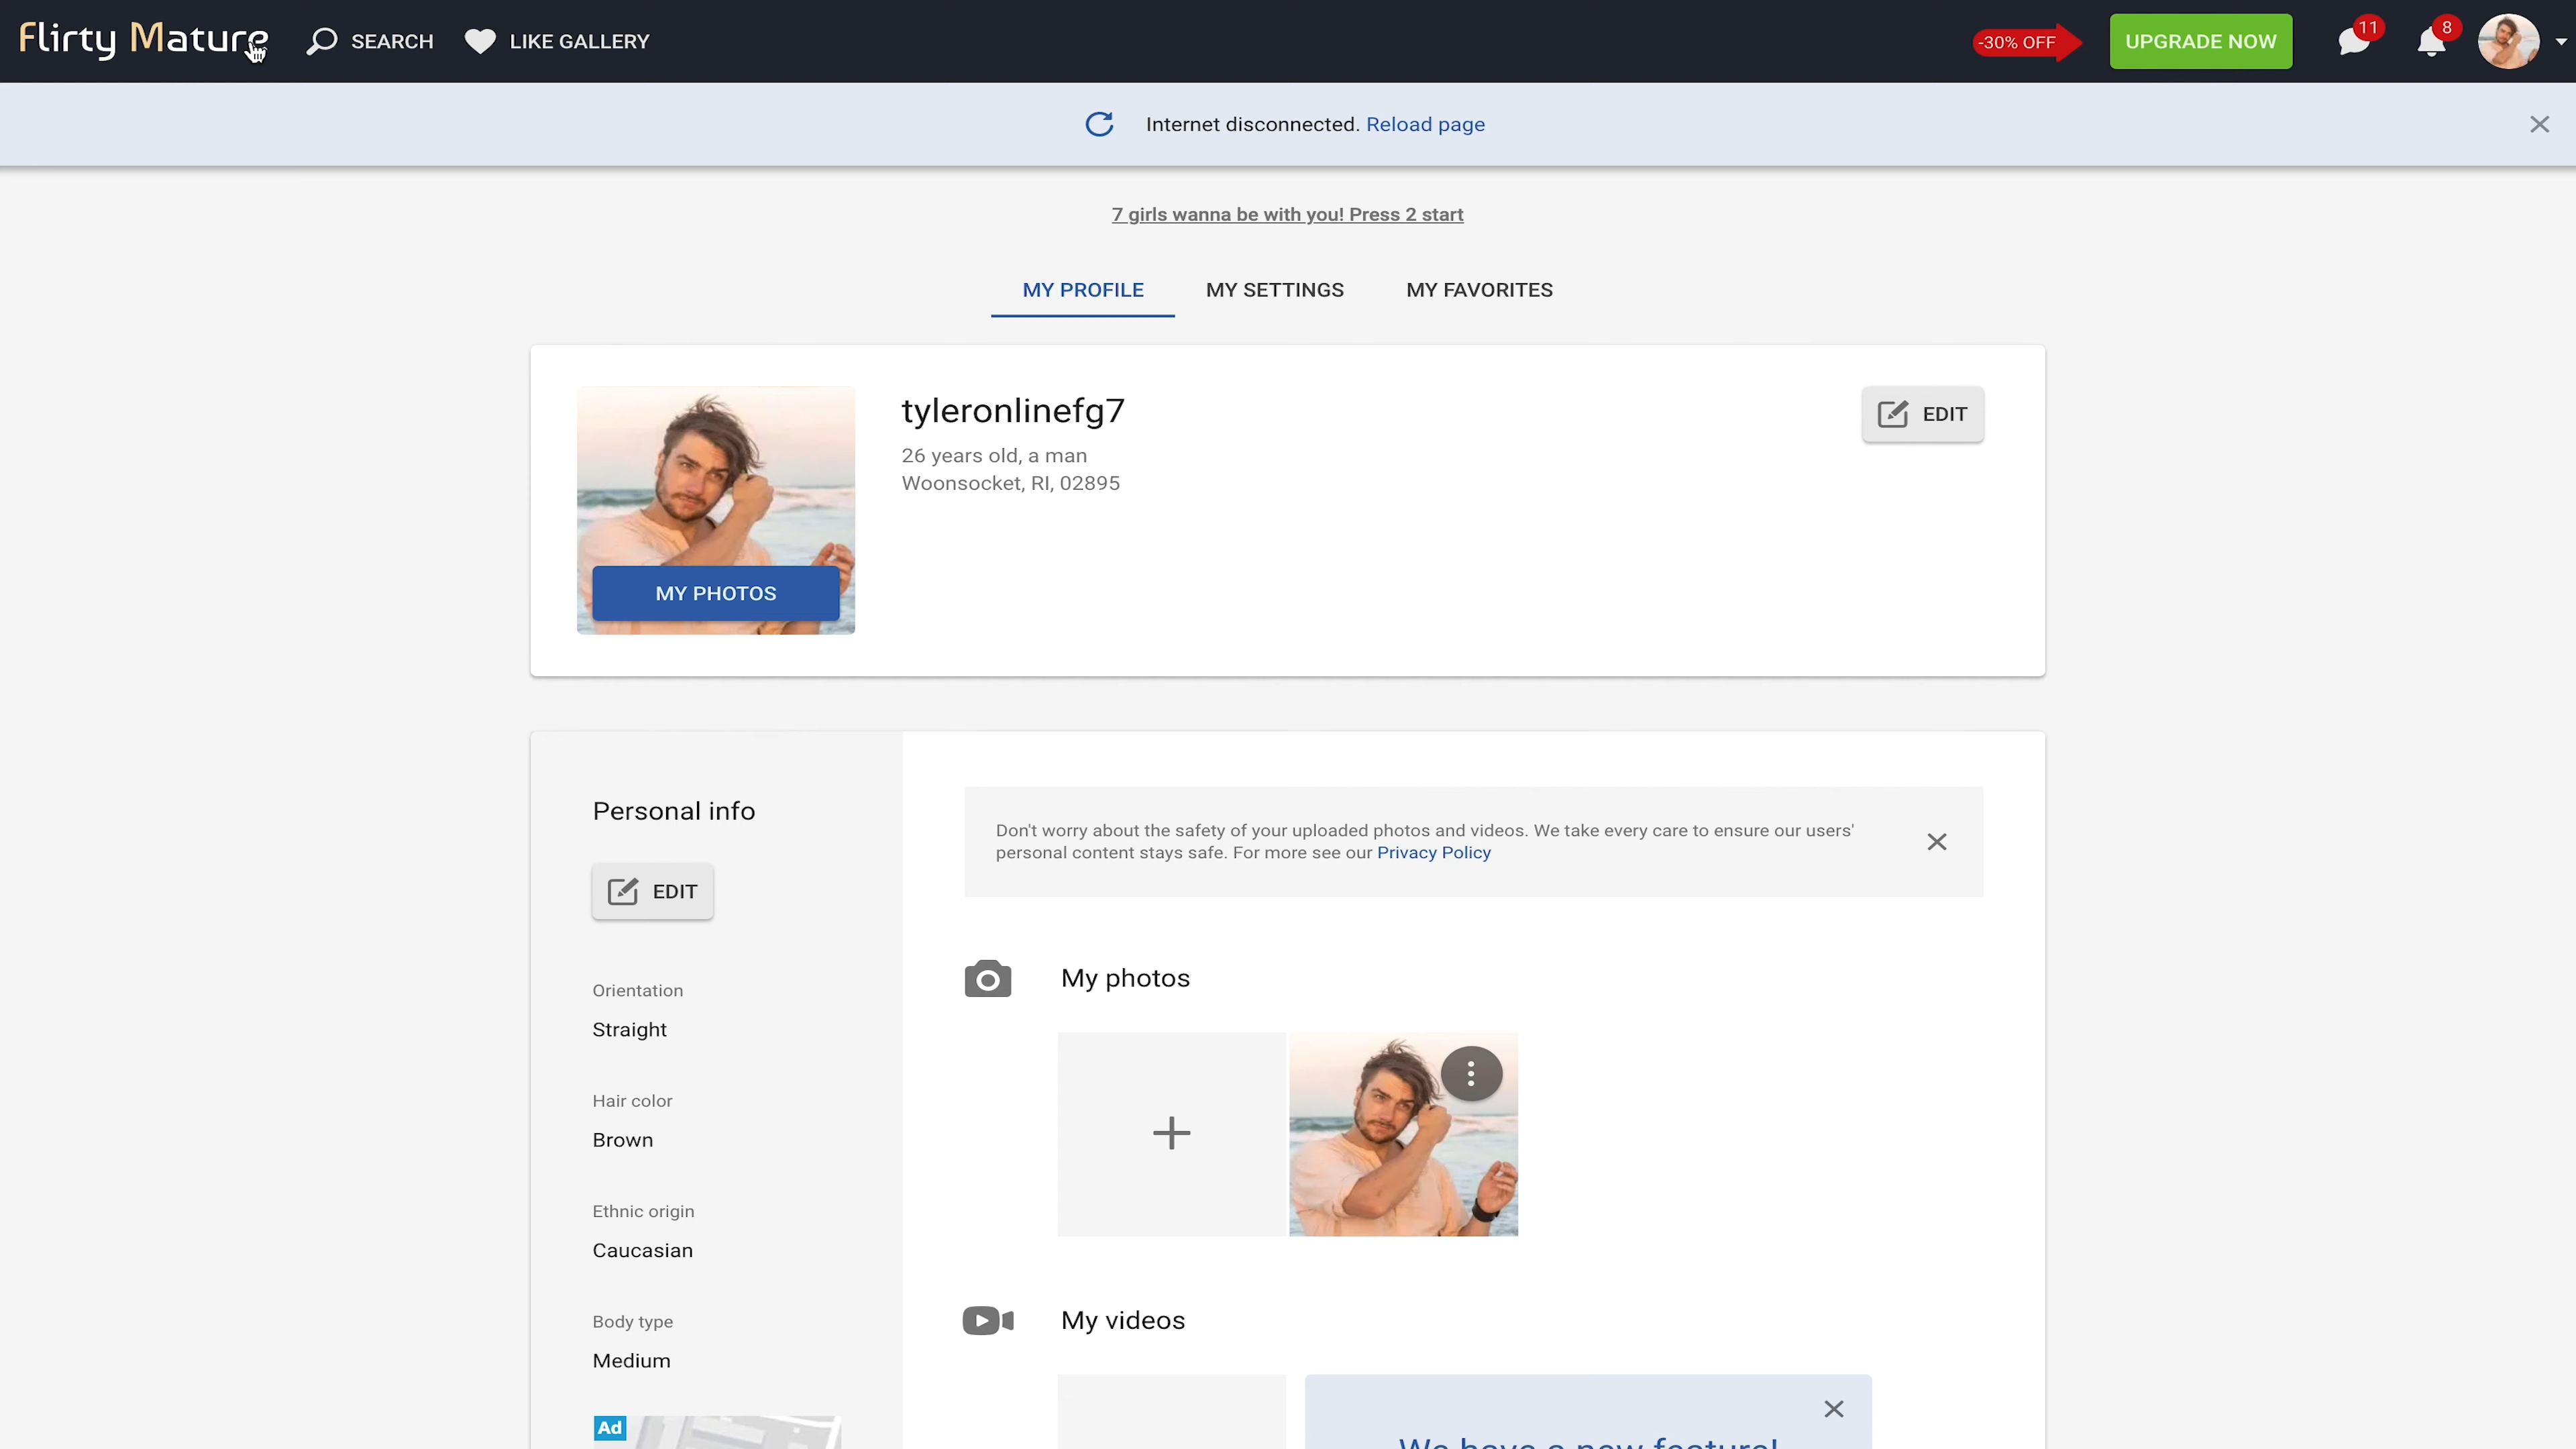 Flirty Mature
SEARCH
LIKE GALLERY
-30% OFF
UPGRADE NOW
11
8
Internet disconnected. Reload page
7 girls wanna be with you! Press 2 start
MY PROFILE
MY SETTINGS
MY FAVORITES
tyleronlinefg7
26 years old, a man
Woonsocket, RI, 02895
EDIT
MY PHOTOS
Personal info
EDIT
Orientation
Straight
Hair color
Brown
Ethnic origin
Caucasian
Body type
Medium
Ad
Don't worry about the safety of your uploaded photos and videos. We take every care to ensure our users'
personal content stays safe. For more see our Privacy Policy
My photos
My videos
We have a new feature!